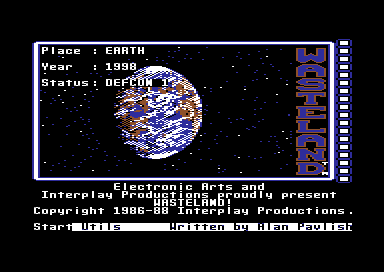 Place : EARTH
Year : 1998
Status: DEFCON 1
WASTELAND
Electronic Arts and
Interplay Productions proudly present
WASTELAND!
Copyright 1986-88 Interplay Productions.
Start Utils Written by Alan Pavlish